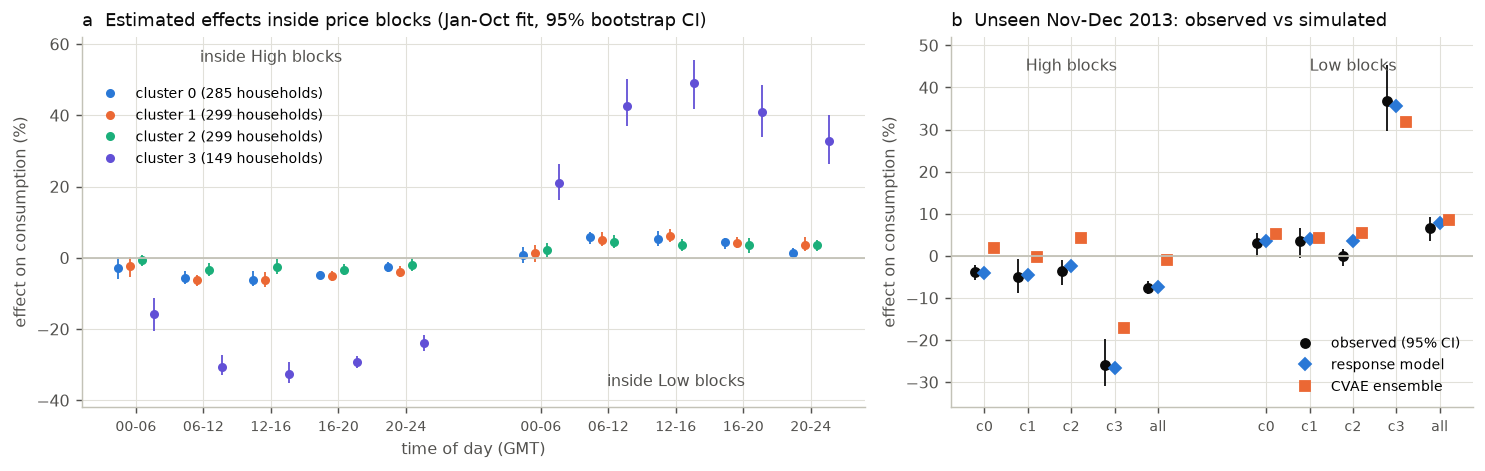 a  Estimated effects inside price blocks (Jan-Oct fit, 95% bootstrap CI)
effect on consumption (%)
60
40
20
0
−20
−40
inside High blocks
cluster 0 (285 households)
cluster 1 (299 households)
cluster 2 (299 households)
cluster 3 (149 households)
inside Low blocks
00-06 06-12 12-16 16-20 20-24 00-06 06-12 12-16 16-20 20-24
time of day (GMT)
b  Unseen Nov-Dec 2013: observed vs simulated
effect on consumption (%)
50
40
30
20
10
0
−10
−20
−30
High blocks
Low blocks
observed (95% CI)
response model
CVAE ensemble
c0 c1 c2 c3 all c0 c1 c2 c3 all